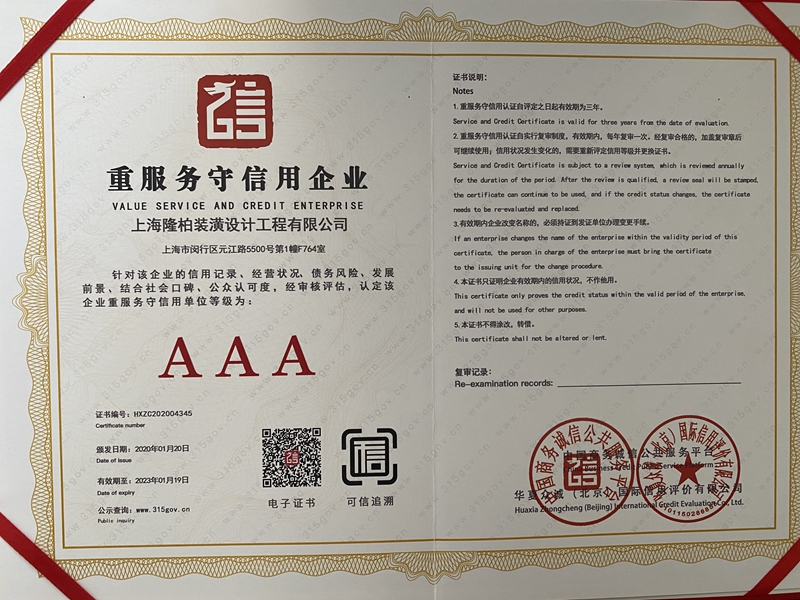 信
重服务守信用企业
VALUE SERVICE AND CREDIT ENTERPRISE
上海隆柏装潢设计工程有限公司
上海市闵行区元江路5500号第1幢F764室
针对该企业的信用记录、经营状况、债务风险、发展
前景、结合社会口碑、公众认可度，经审核评估，认定该
企业重服务守信用单位等级为：
AAA
证书编号：HXZC202004345
Certificate number
颁发日期：2020年01月20日
Date of issue
有效期至：2023年01月19日
Date of expiry
公示查询：www.315gov.cn
Public inquiry
电子证书
信
可信追溯
证书说明：
Notes
1.重服务守信用认证自评定之日起有效期为三年。
Service and Credit Certificate is valid for three years from the date of evaluation.
2.重服务守信用认证自实行复审制度，有效期内，每年复审一次。经复审合格的，加盖复审章后
可继续使用；信用状况发生变化的，需要重新评定信用等级并更换证书。
Service and Credit Certificate is subject to a review system, which is reviewed annually
for the duration of the period. After the review is qualified, a review seal will be stamped,
the certificate can continue to be used, and if the credit status changes, the certificate
needs to be re-evaluated and replaced.
3.有效期内企业改变名称的，必须持证到发证单位办理变更手续。
If an enterprise changes the name of the enterprise within the validity period of this
certificate, the person in charge of the enterprise must bring the certificate
to the issuing unit for the change procedure.
4.本证书只证明企业有效期内的信用状况，不作他用。
This certificate only proves the credit status within the valid period of the enterprise,
and will not be used for other purposes.
5.本证书不得涂改，转借。
This certificate shall not be altered or lent.
复审记录：
Re-examination records:
中国商务诚信公共服务平台
华夏众诚（北京）国际信用评价有限公司
Huaxia Zhongcheng (Beijing) International Credit Evaluation Co., Ltd.